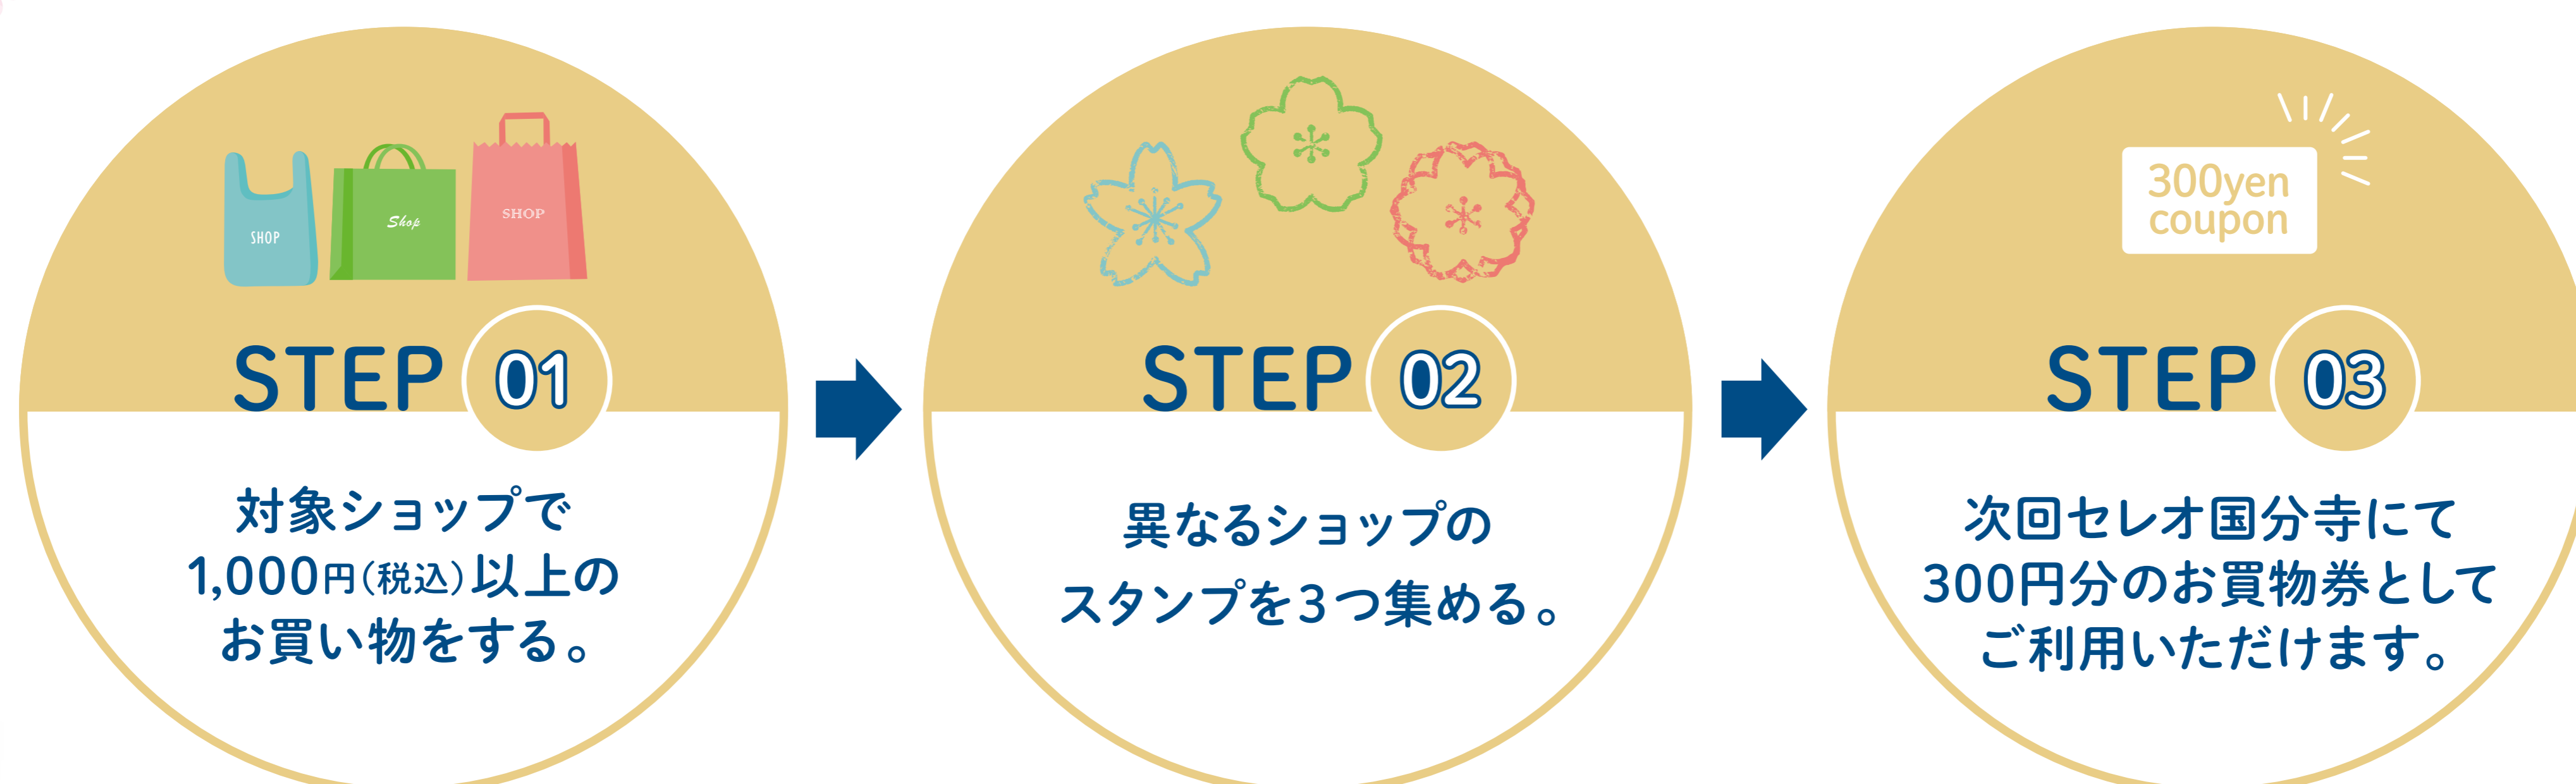 SHOP
Shop
SHOP
STEP 01
対象ショップで
1,000円(税込)以上の
お買い物をする。
STEP 02
異なるショップの
スタンプを3つ集める。
300yen
coupon
STEP 03
次回セレオ国分寺にて
300円分のお買物券として
ご利用いただけます。